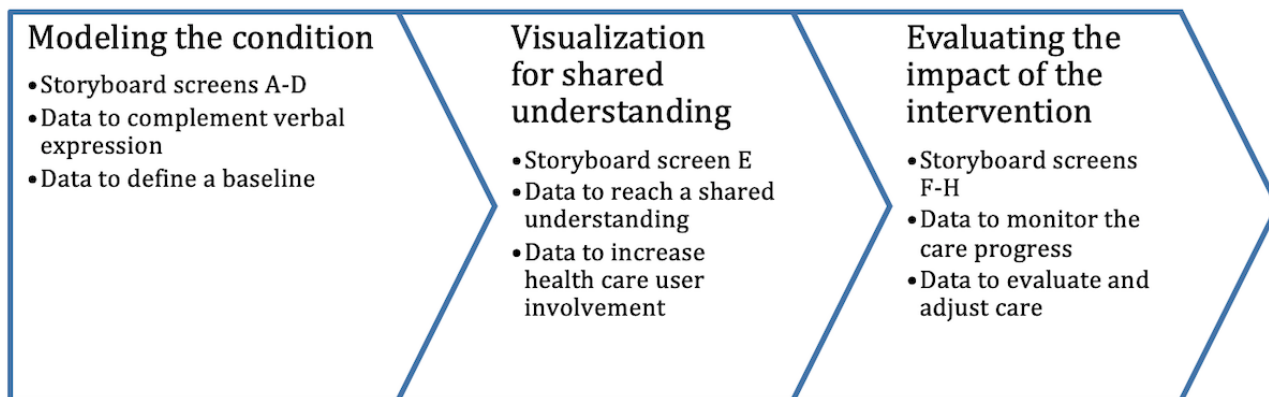 Modeling the condition
•Storyboard screens A-D
•Data to complement verbal
expression
•Data to define a baseline
Visualization
for shared
understanding
•Storyboard screen E
•Data to reach a shared
understanding
•Data to increase
health care user
involvement
Evaluating the
impact of the
intervention
•Storyboard screens
F-H
•Data to monitor the
care progress
•Data to evaluate and
adjust care